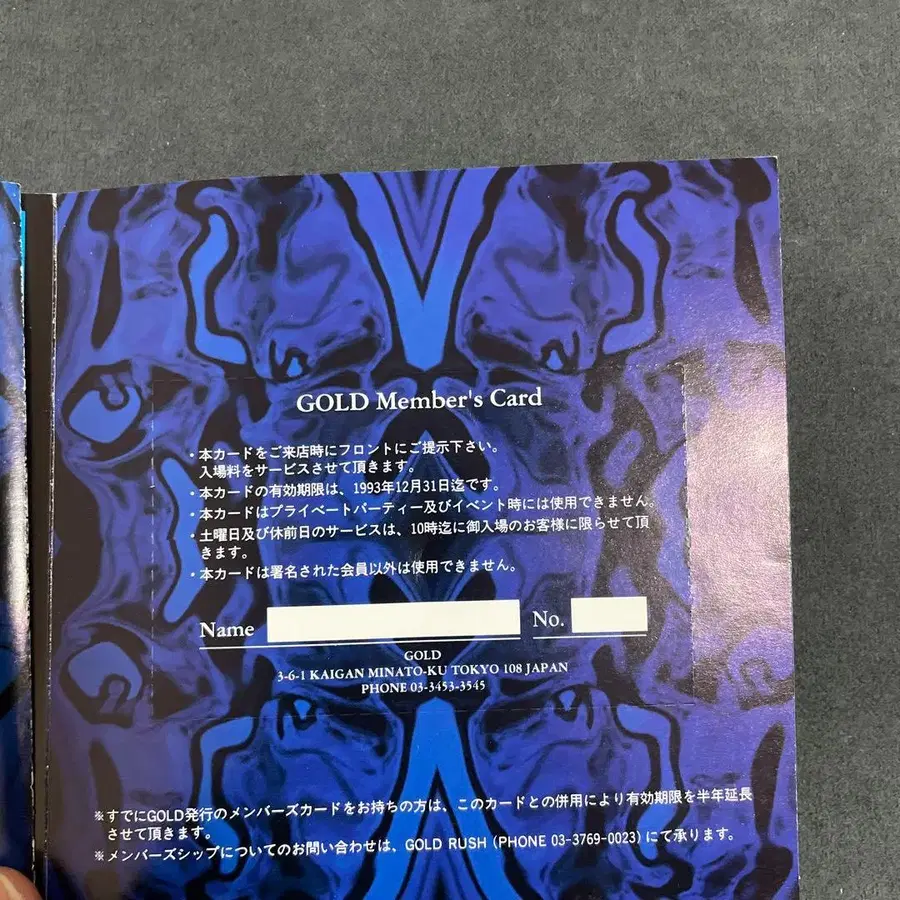 GOLD Member's Card
・本カードをご来店時にフロントにご提示下さい。
入場料をサービスさせて頂きます。
・本カードの有効期限は、1993年12月31日迄です。
・本カードはプライベートパーティー及びイベント時には使用できません。
・土曜日及び休前日のサービスは、10時迄に御入場のお客様に限らせて頂
きます。
・本カードは署名された会員以外は使用できません。
Name No.
GOLD
3-6-1 KAIGAN MINATO-KU TOKYO 108 JAPAN
PHONE 03-3453-3545
※すでにGOLD発行のメンバーズカードをお持ちの方は、このカードとの併用により有効期限を半年延長
させて頂きます。
※メンバーズシップについてのお問い合わせは、GOLD RUSH (PHONE 03-3769-0023) にて承ります。